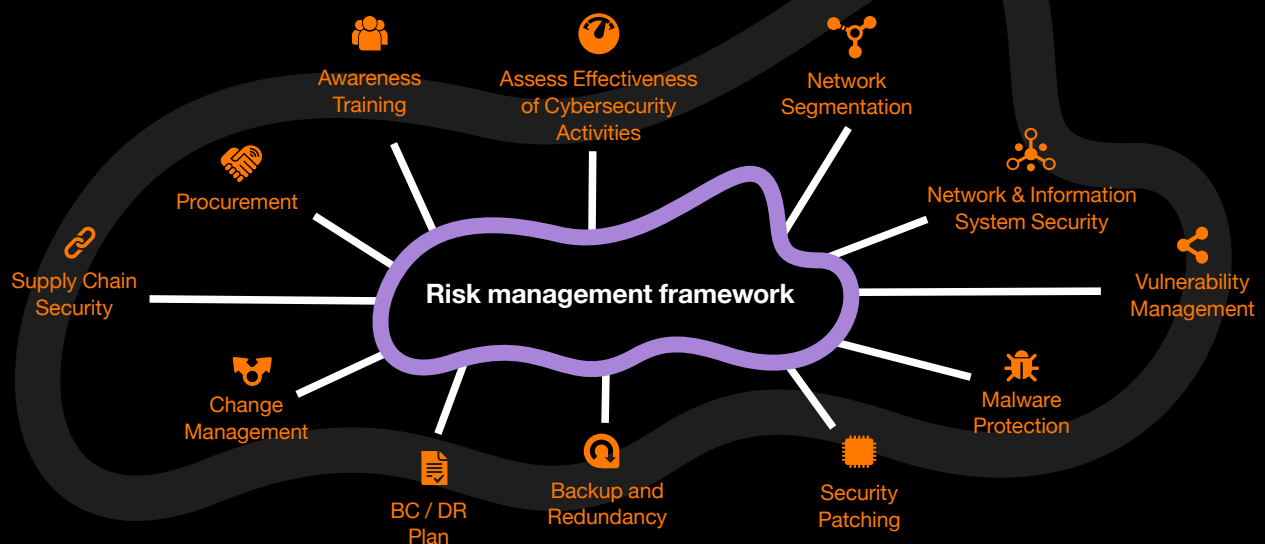 Awareness
Training
Assess Effectiveness
of Cybersecurity
Activities
Network
Segmentation
Procurement
Network & Information
System Security
Supply Chain
Security
Risk management framework
Vulnerability
Management
Change
Management
Malware
Protection
BC / DR
Plan
Backup and
Redundancy
Security
Patching